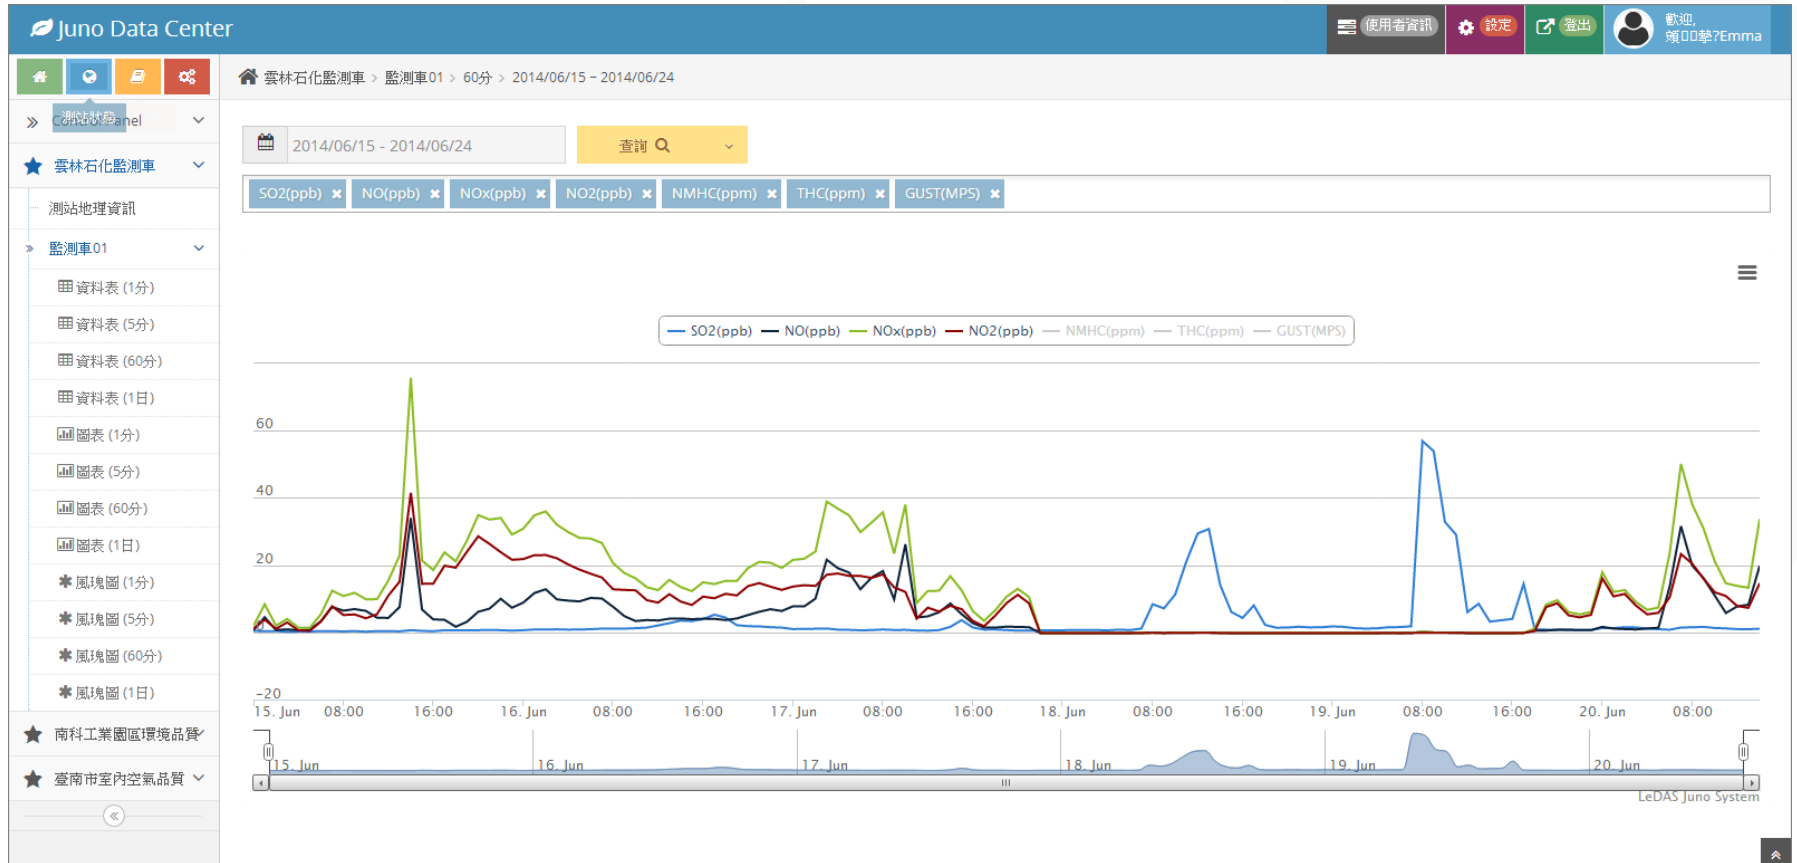 Juno Data Center
使用者資訊
設定
登出
歡迎,
?Emma
雲林石化監測車 > 監測車01 > 60分 > 2014/06/15 – 2014/06/24
測站狀態
雲林石化監測車
測站地理資訊
監測車01
資料表 (1分)
資料表 (5分)
資料表 (60分)
資料表 (1日)
圖表 (1分)
圖表 (5分)
圖表 (60分)
圖表 (1日)
風瑰圖 (1分)
風瑰圖 (5分)
風瑰圖 (60分)
風瑰圖 (1日)
南科工業園區環境品質
臺南市室內空氣品質
2014/06/15 - 2014/06/24
查詢
SO2(ppb) NO(ppb) NOx(ppb) NO2(ppb) NMHC(ppm) THC(ppm) GUST(MPS)
SO2(ppb) NO(ppb) NOx(ppb) NO2(ppb) NMHC(ppm) THC(ppm) GUST(MPS)
60
40
20
0
-20
15. Jun 08:00 16:00 16. Jun 08:00 16:00 17. Jun 08:00 16:00 18. Jun 08:00 16:00 19. Jun 08:00 16:00 20. Jun 08:00
15. Jun 16. Jun 17. Jun 18. Jun 19. Jun 20. Jun
LeDAS Juno System